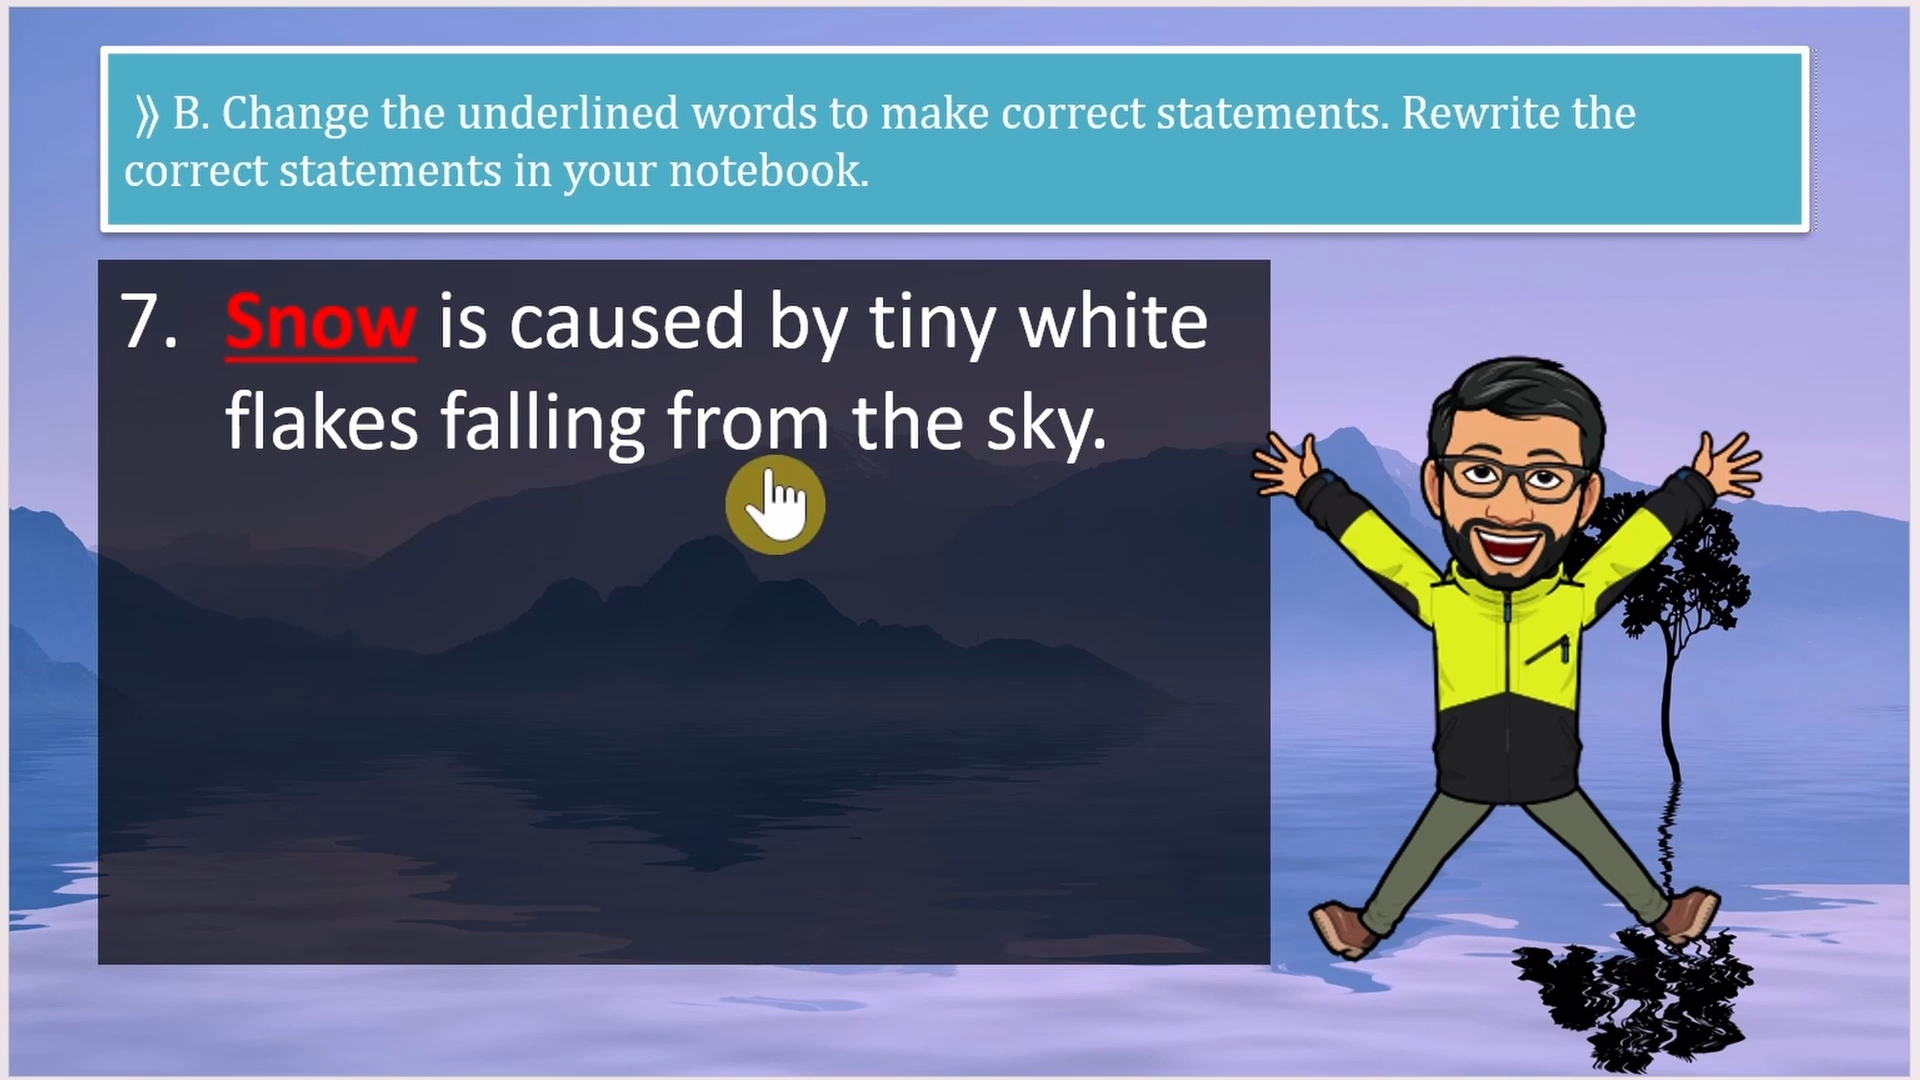 ⟫ B. Change the underlined words to make correct statements. Rewrite the
correct statements in your notebook.
7. Snow is caused by tiny white
flakes falling from the sky.